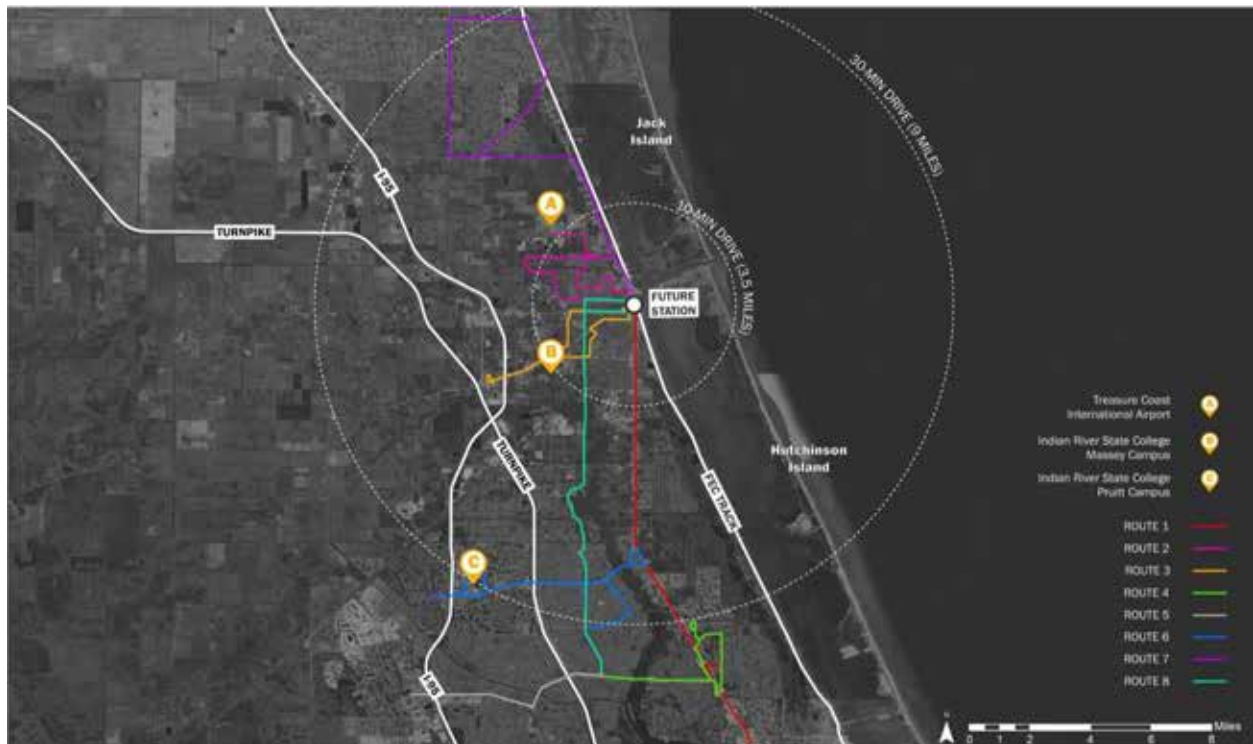 30 MIN DRIVE (9 MILES)
Jack
Island
I-95
A
10 MIN DRIVE (3.5 MILES)
TURNPIKE
FUTURE
STATION
B
Treasure Coast
International Airport
A
Hutchinson
Island
Indian River State College
Massey Campus
B
TURNPIKE
FEC TRACK
Indian River State College
Pruitt Campus
C
ROUTE 1
ROUTE 2
C
ROUTE 3
ROUTE 4
ROUTE 5
ROUTE 6
ROUTE 7
ROUTE 8
I-95
N
Miles
0 1 2 4 6 8